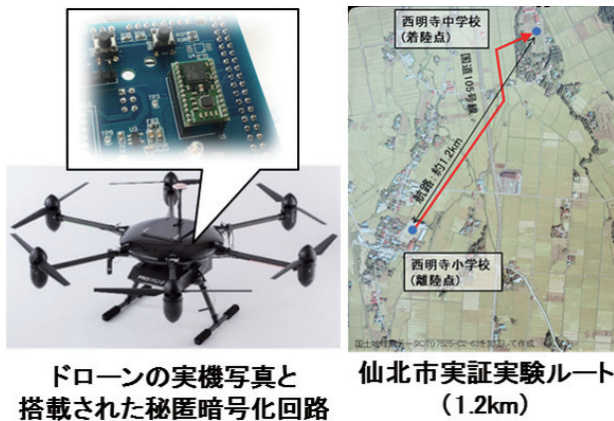 西明寺中学校
(着陸点)
国道105号線
航路:約1.2km
西明寺小学校
(離陸点)
ドローンの実機写真と
搭載された秘匿暗号化回路
仙北市実証実験ルート
(1.2km)